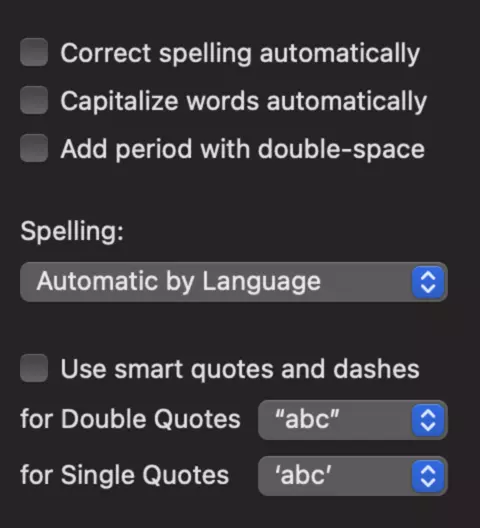 Correct spelling automatically
Capitalize words automatically
Add period with double-space
Spelling:
Automatic by Language
Use smart quotes and dashes
for Double Quotes “abc”
for Single Quotes ‘abc’